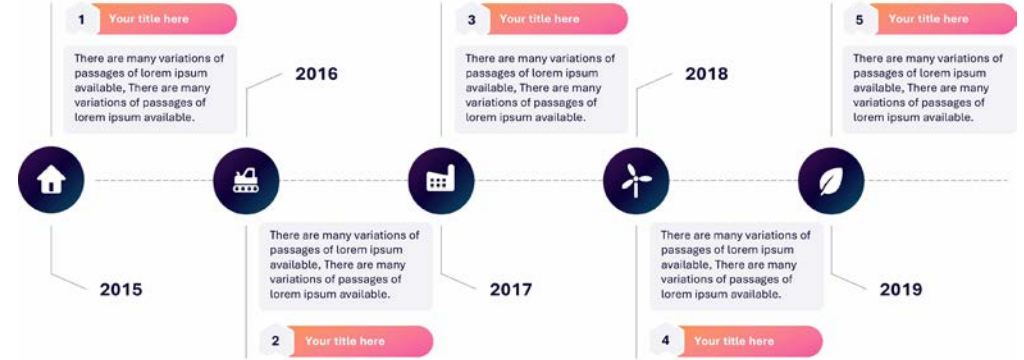 1
Your title here
There are many variations of
passages of lorem ipsum
available, There are many
variations of passages of
lorem ipsum available.
2015
2016
There are many variations of
passages of lorem ipsum
available, There are many
variations of passages of
lorem ipsum available.
2
Your title here
3
Your title here
There are many variations of
passages of lorem ipsum
available, There are many
variations of passages of
lorem ipsum available.
2017
2018
There are many variations of
passages of lorem ipsum
available, There are many
variations of passages of
lorem ipsum available.
4
Your title here
5
Your title here
There are many variations of
passages of lorem ipsum
available, There are many
variations of passages of
lorem ipsum available.
2019